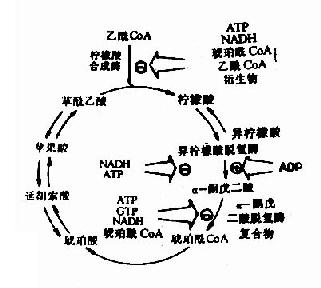 乙酰CoA
柠檬酸
合成酶
ATP
NADH
琥珀酰CoA
乙酰CoA
衍生物
草酰乙酸
柠檬酸
苹果酸
异柠檬酸
异柠檬酸脱氢酶
NADH
ATP
ADP
α-酮戊二酸
延胡索酸
ATP
GTP
NADH
琥珀酰CoA
α-酮戊
二酸脱氢酶
复合物
琥珀酸
琥珀酰CoA